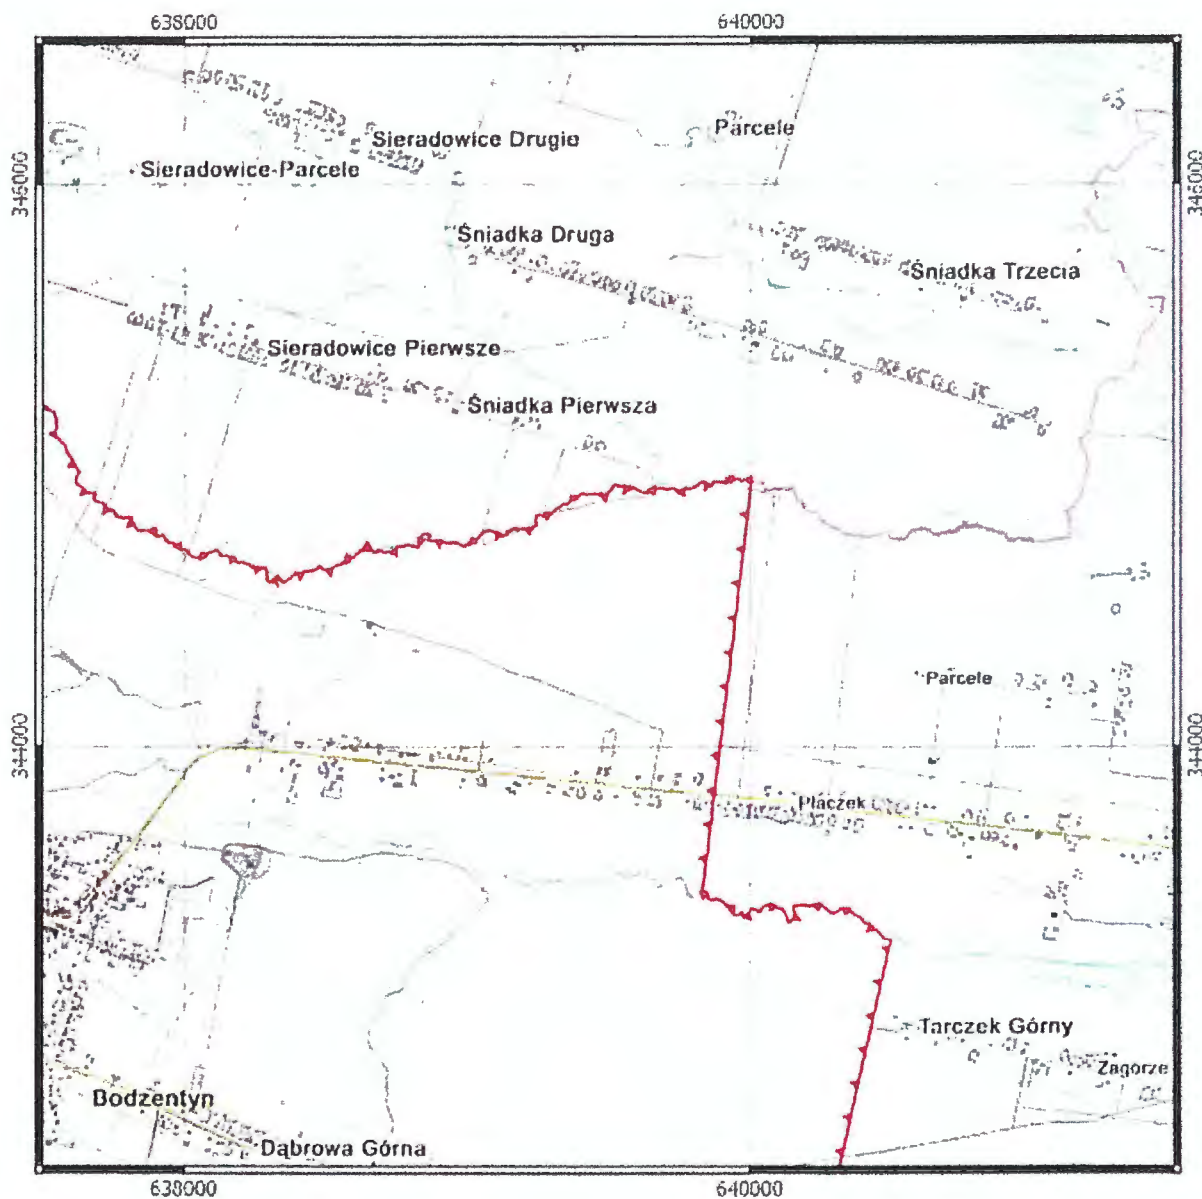 638000
640000
Sieradowice Drugie
Parcele
Sieradowice-Parcele
346000
346000
Śniadka Druga
Śniadka Trzecia
Sieradowice Pierwsze
Śniadka Pierwsza
Parcele
344000
344000
Płaczek
Tarczek Górny
Zagórze
Bodzentyn
Dąbrowa Górna
638000
640000